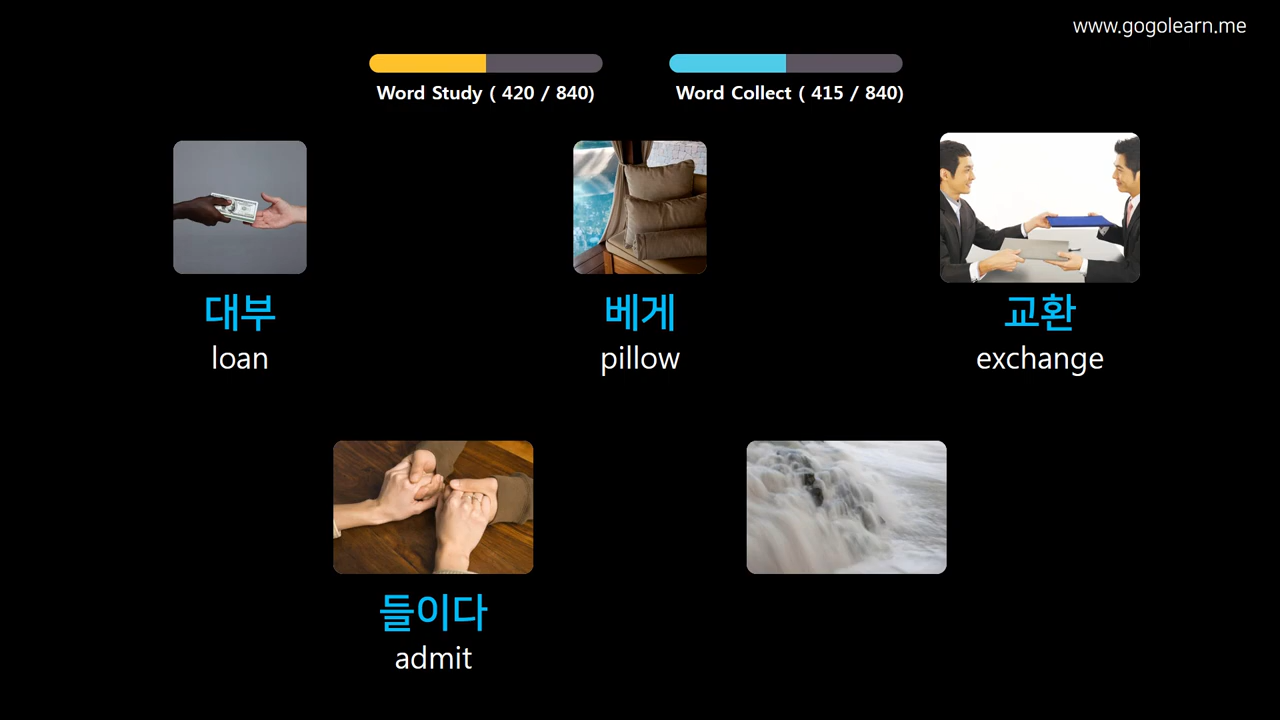 www.gogolearn.me
Word Study ( 420 / 840)
Word Collect ( 415 / 840)
대부
loan
베게
pillow
교환
exchange
들이다
admit